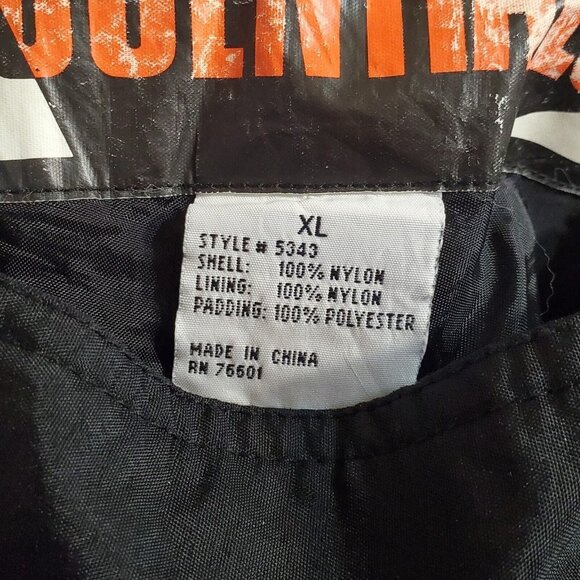 XL
STYLE # 5343
SHELL: 100% NYLON
LINING: 100% NYLON
PADDING: 100% POLYESTER
MADE IN CHINA
RN 76601